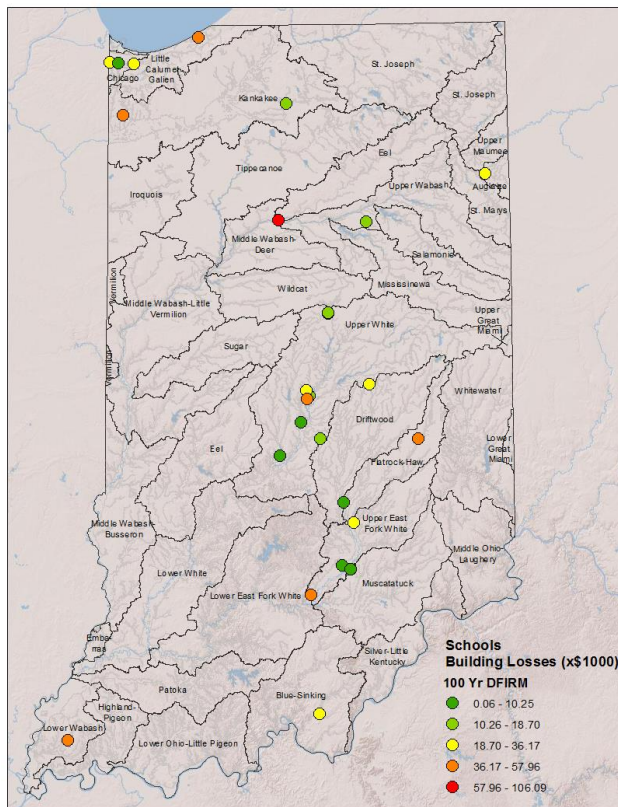 Little
Calumet-
Galien
Chicago
St. Joseph
Kankakee
St. Joseph
Upper
Maumee
Eel
Tippecanoe
Upper Wabash
Auglaize
St. Marys
Iroquois
Middle Wabash-
Deer
Salamonie
Mississinewa
Wildcat
Vermilion
Middle Wabash-Little
Vermilion
Upper White
Upper
Great
Miami
Sugar
Vermilion
Whitewater
Driftwood
Lower
Great
Miami
Eel
Flatrock-Haw
Middle Wabash-
Busseron
Upper East
Fork White
Middle Ohio-
Laughery
Lower White
Muscatatuck
Lower East Fork White
Emba-
rras
Silver-Little
Kentucky
Patoka
Blue-Sinking
Highland-
Pigeon
Lower Wabash
Lower Ohio-Little Pigeon
Schools
Building Losses (x$1000)
100 Yr DFIRM
0.06 - 10.25
10.26 - 18.70
18.70 - 36.17
36.17 - 57.96
57.96 - 106.09